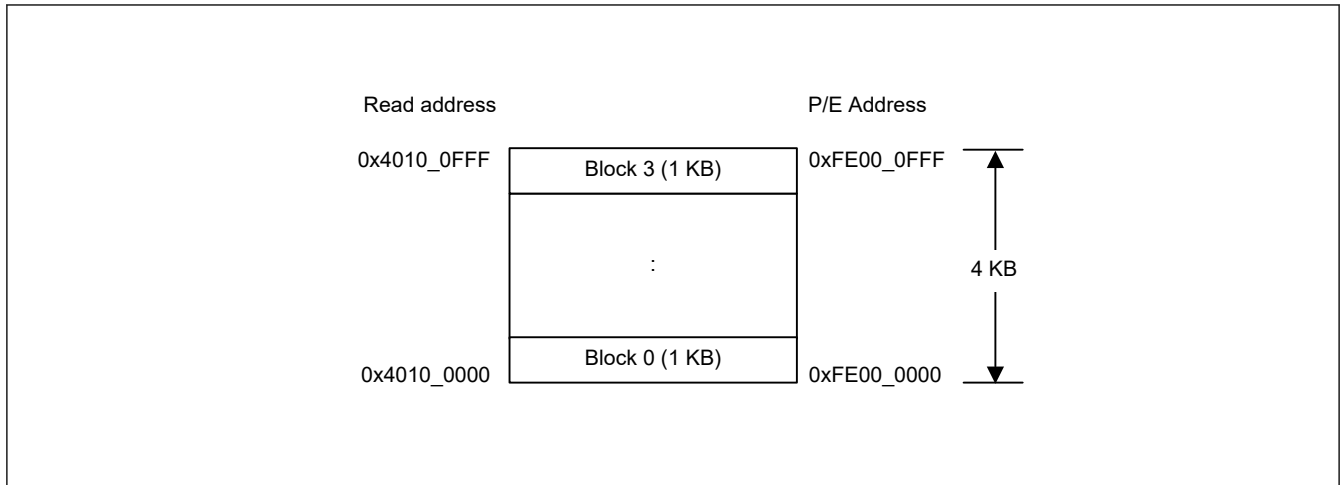 Read address P/E Address
0x4010_0FFF Block 3 (1 KB) 0xFE00_0FFF
: 4 KB
0x4010_0000 Block 0 (1 KB) 0xFE00_0000